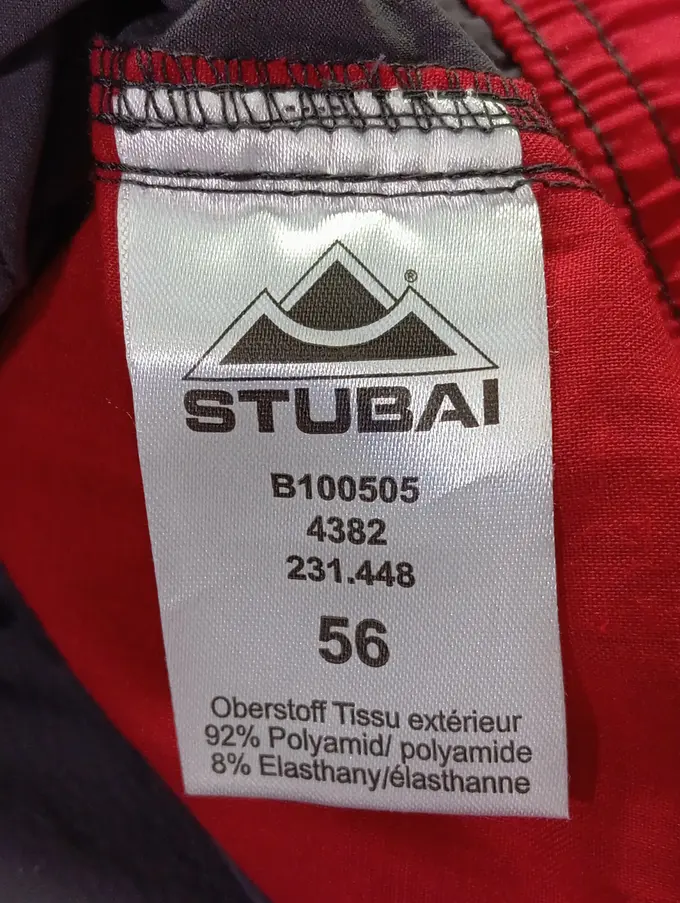 ®
STUBAI
B100505
4382
231.448
56
Oberstoff Tissu extérieur
92% Polyamid/ polyamide
8% Elasthany/élasthanne